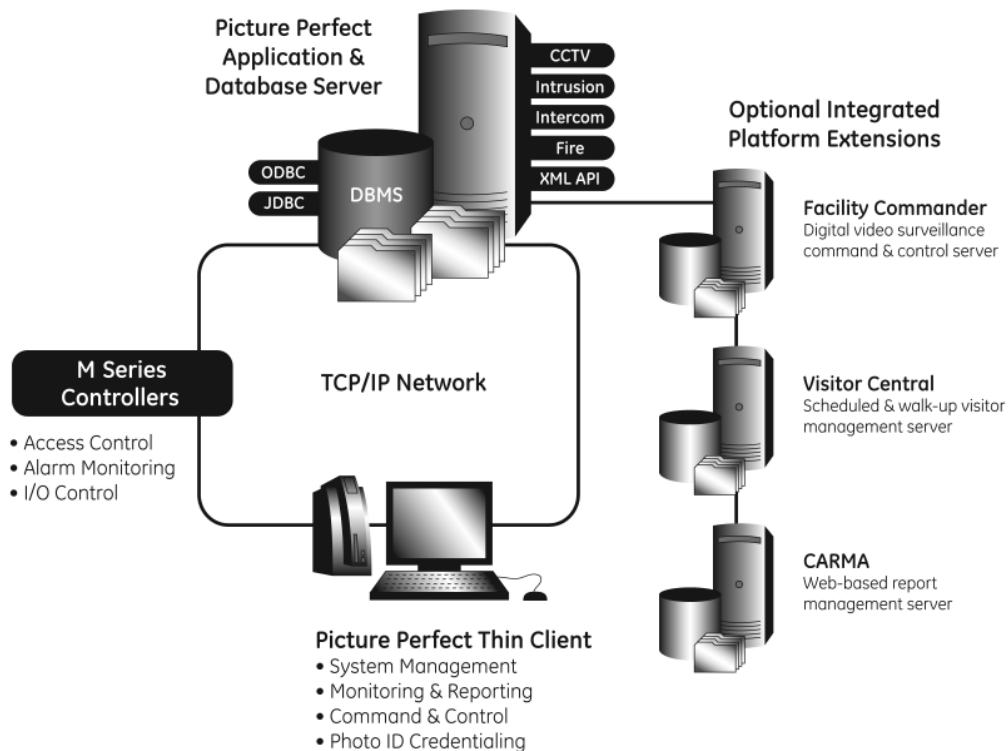 Picture Perfect
Application &
Database Server
CCTV
Intrusion
Intercom
Fire
XML API
ODBC
JDBC
DBMS
Optional Integrated
Platform Extensions
Facility Commander
Digital video surveillance
command & control server
M Series
Controllers
• Access Control
• Alarm Monitoring
• I/O Control
TCP/IP Network
Visitor Central
Scheduled & walk-up visitor
management server
CARMA
Web-based report
management server
Picture Perfect Thin Client
• System Management
• Monitoring & Reporting
• Command & Control
• Photo ID Credentialing